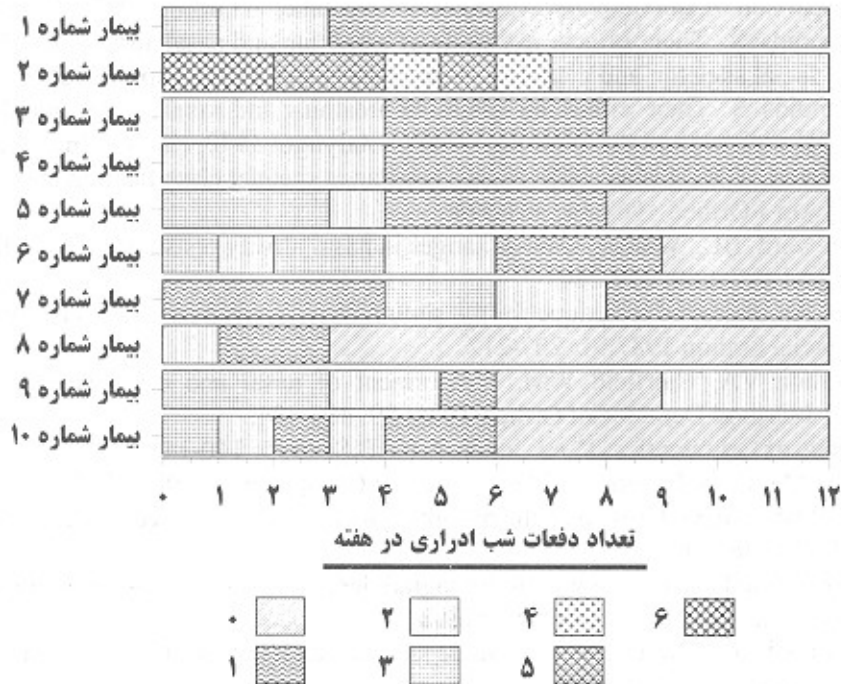 بیمار شماره ۱
بیمار شماره ۲
بیمار شماره ۳
بیمار شماره ۴
بیمار شماره ۵
بیمار شماره ۶
بیمار شماره ۷
بیمار شماره ۸
بیمار شماره ۹
بیمار شماره ۱۰
۰ ۱ ۲ ۳ ۴ ۵ ۶ ۷ ۸ ۹ ۱۰ ۱۱ ۱۲
تعداد دفعات شب ادراری در هفته
۰ ۲ ۴ ۶
۱ ۳ ۵